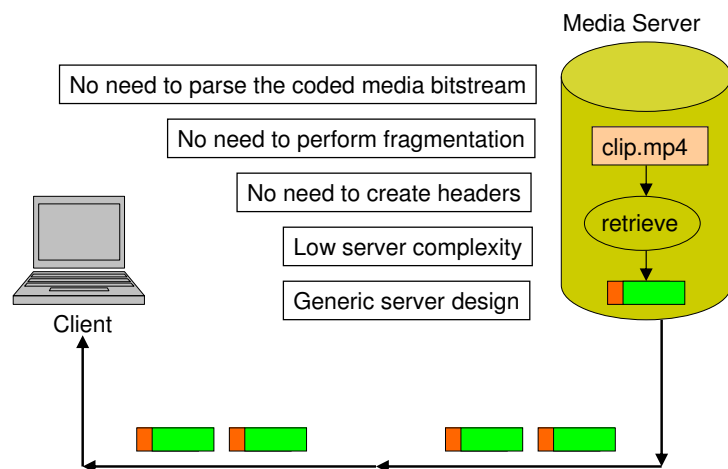 Media Server
No need to parse the coded media bitstream
No need to perform fragmentation
clip.mp4
No need to create headers
retrieve
Low server complexity
Generic server design
Client